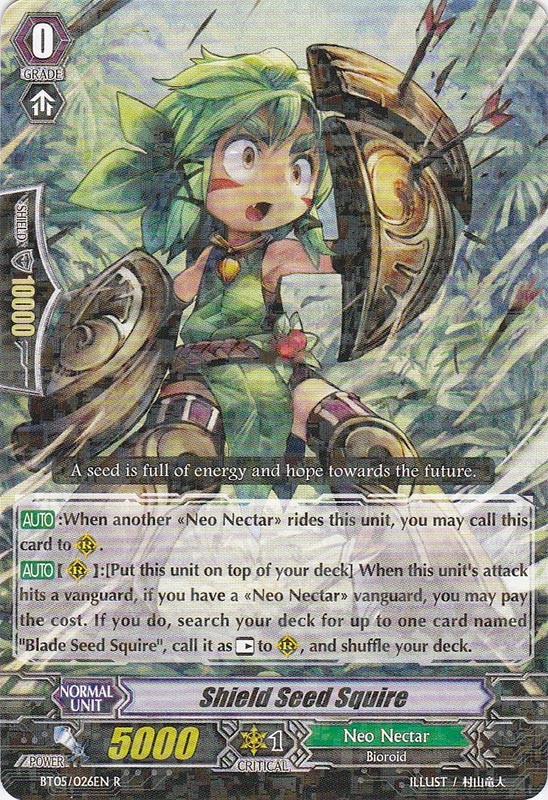 0
GRADE
SHIELD
10000
A seed is full of energy and hope towards the future.
AUTO:When another «Neo Nectar» rides this unit, you may call this
card to R.
AUTO[ R ]:[Put this unit on top of your deck] When this unit's attack
hits a vanguard, if you have a «Neo Nectar» vanguard, you may pay
the cost. If you do, search your deck for up to one card named
"Blade Seed Squire", call it as to R, and shuffle your deck.
NORMAL
UNIT
Shield Seed Squire
POWER
5000
1
CRITICAL
Neo Nectar
Bioroid
BT05/026EN R
ILLUST / 村山竜大